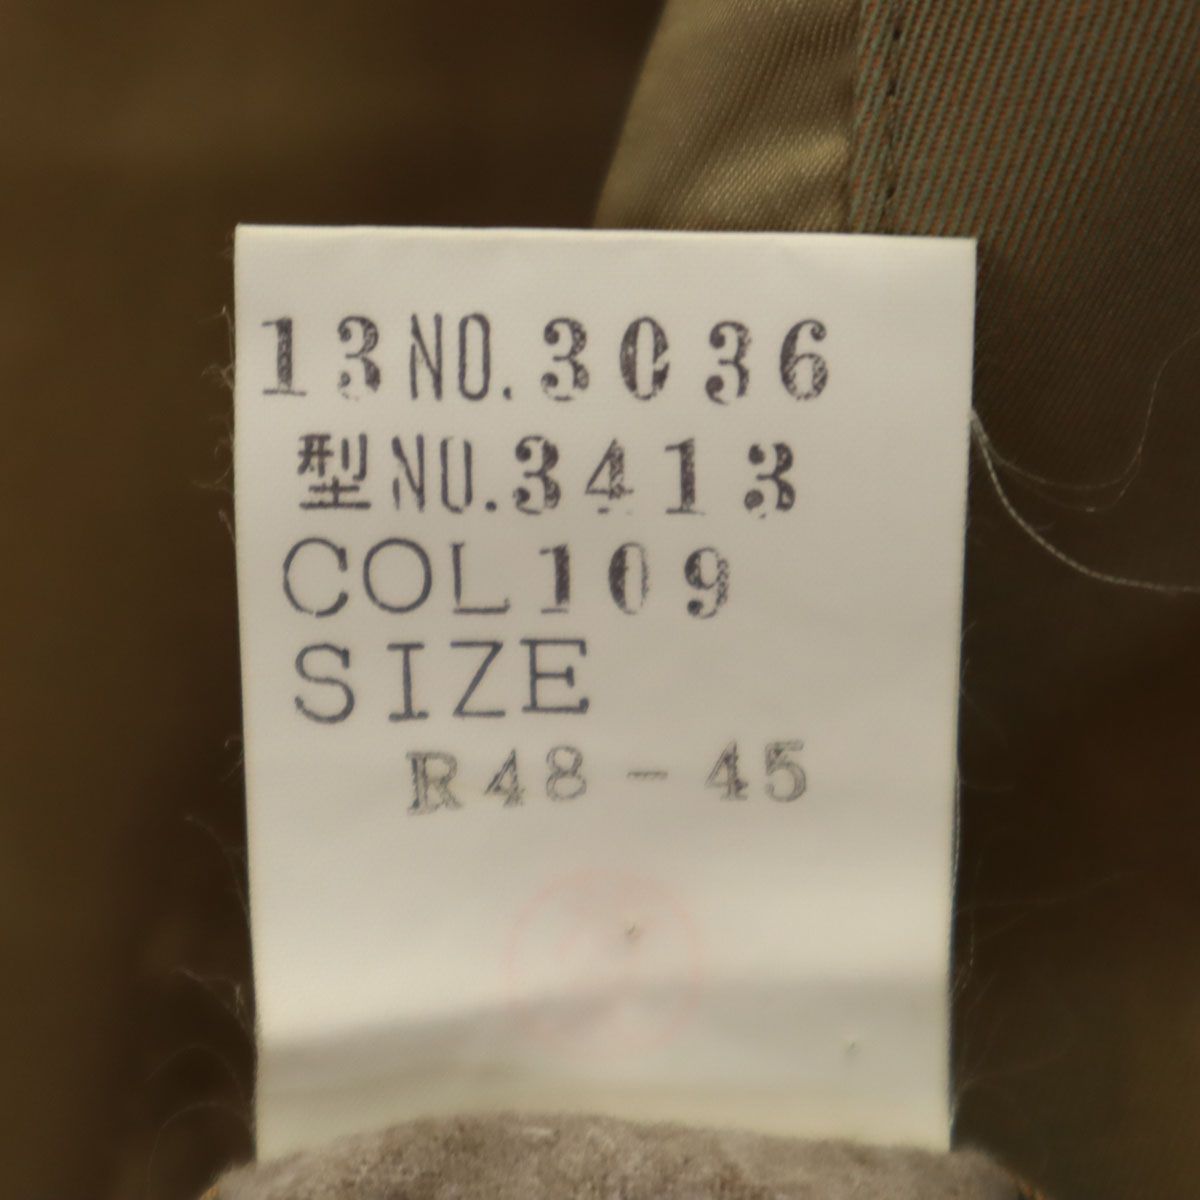 13NO.3036
型NO.3413
COL109
SIZE
R48-45